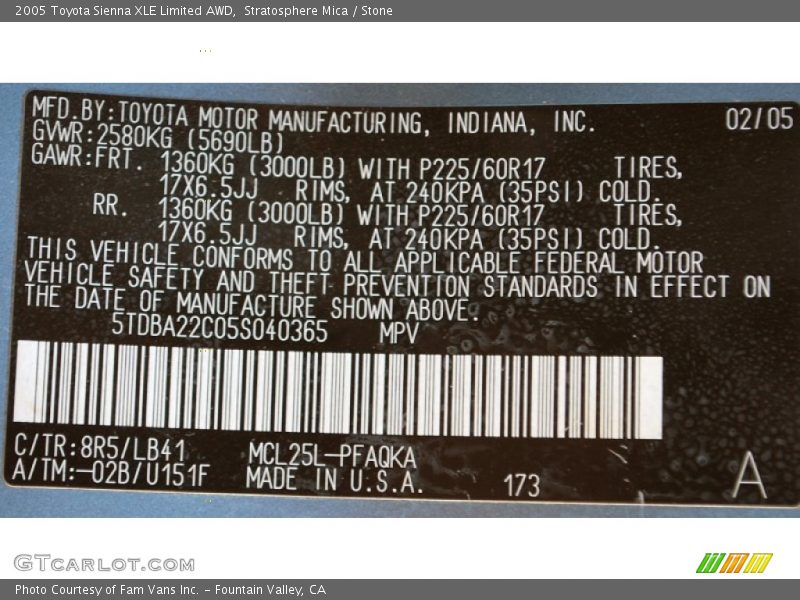 2005 Toyota Sienna XLE Limited AWD,  Stratosphere Mica / Stone
MFD.BY:TOYOTA MOTOR MANUFACTURING, INDIANA, INC. 02/05
GVWR:2580KG (5690LB)
GAWR:FRT. 1360KG (3000LB) WITH P225/60R17 TIRES,
17X6.5JJ RIMS, AT 240KPA (35PSI) COLD.
RR. 1360KG (3000LB) WITH P225/60R17 TIRES,
17X6.5JJ RIMS, AT 240KPA (35PSI) COLD.
THIS VEHICLE CONFORMS TO ALL APPLICABLE FEDERAL MOTOR
VEHICLE SAFETY AND THEFT PREVENTION STANDARDS IN EFFECT ON
THE DATE OF MANUFACTURE SHOWN ABOVE.
5TDBA22C05S040365 MPV
C/TR:8R5/LB41 MCL25L-PFAQKA
A/TM:-02B/U151F MADE IN U.S.A. 173 A
GTCARLOT.COM
Photo Courtesy of Fam Vans Inc. - Fountain Valley, CA